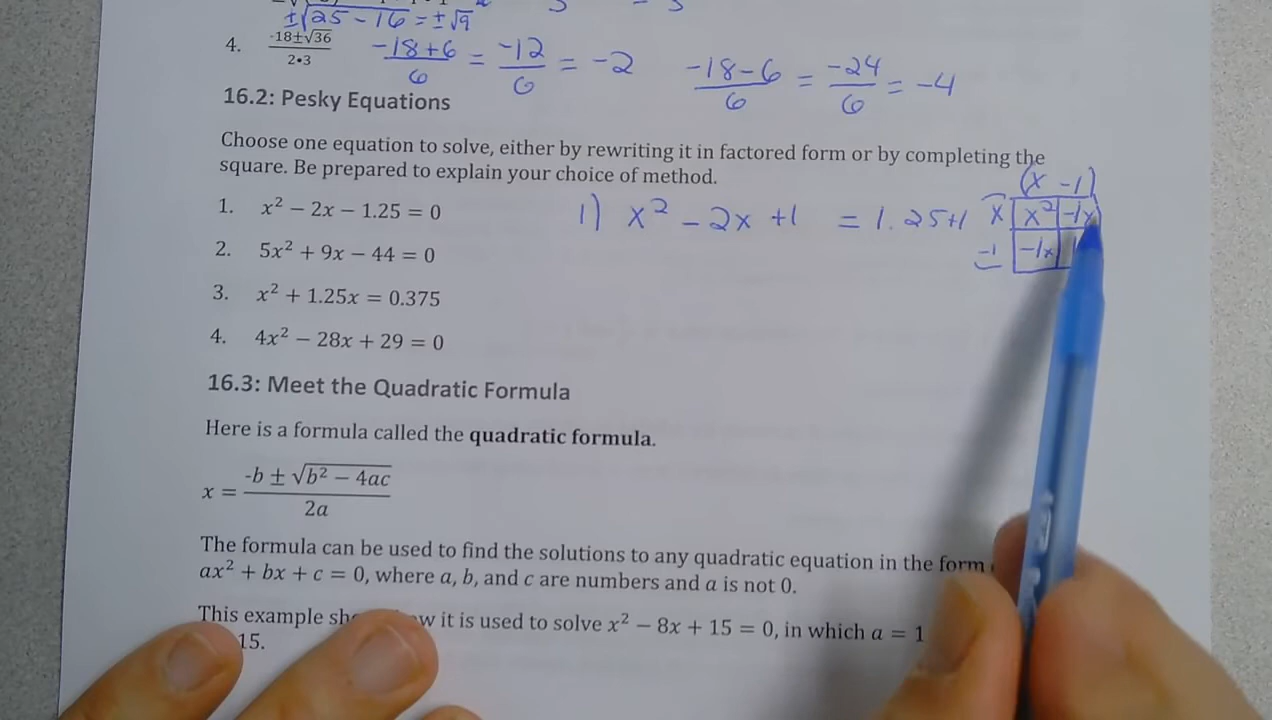 ±√25 - 16 = ±√9
4. -18±√36 / 2•3   -18+6 / 6 = -12 / 6 = -2   -18-6 / 6 = -24 / 6 = -4
16.2: Pesky Equations
Choose one equation to solve, either by rewriting it in factored form or by completing the
square. Be prepared to explain your choice of method.
(x -1)
1. x² − 2x − 1.25 = 0   1) x² - 2x +1 = 1.25+1   x | x² | -1x
-1 | -1x | 1
2. 5x² + 9x − 44 = 0
3. x² + 1.25x = 0.375
4. 4x² − 28x + 29 = 0
16.3: Meet the Quadratic Formula
Here is a formula called the quadratic formula.
x = -b ± √b² − 4ac / 2a
The formula can be used to find the solutions to any quadratic equation in the form
ax² + bx + c = 0, where a, b, and c are numbers and a is not 0.
This example it is used to solve x² − 8x + 15 = 0, in which a = 1
15.